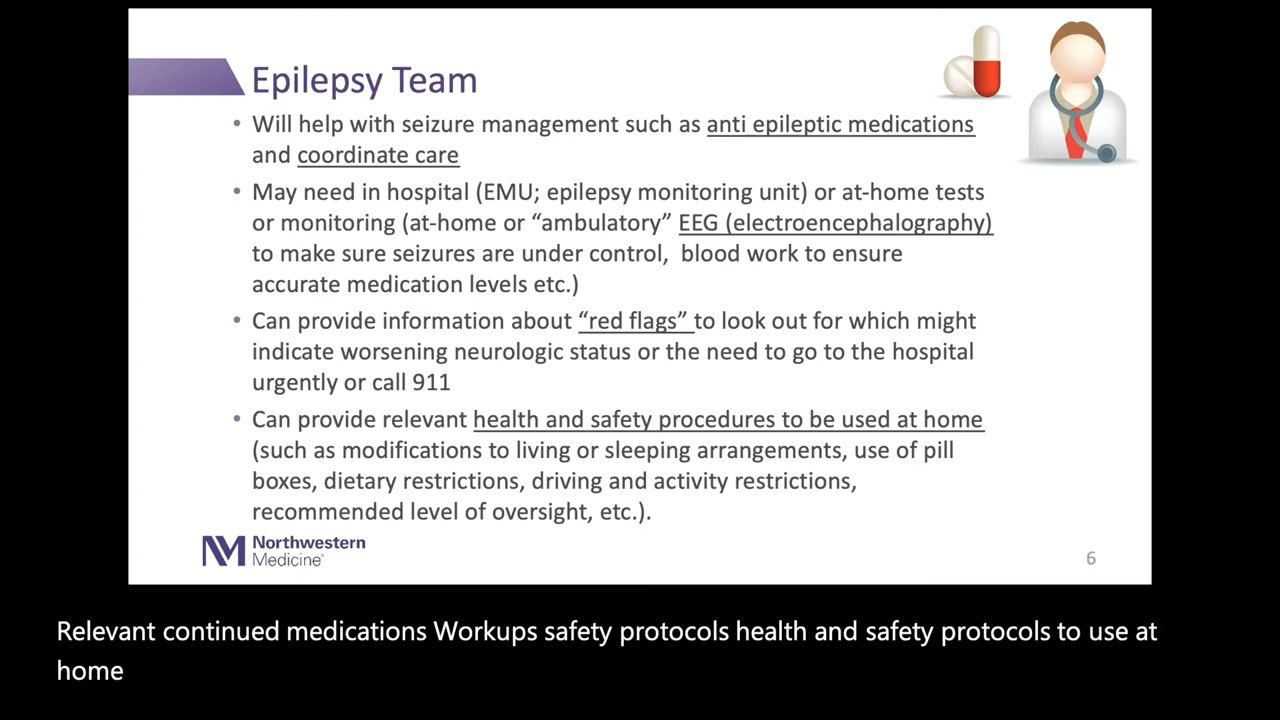 Epilepsy Team
• Will help with seizure management such as anti epileptic medications
and coordinate care
• May need in hospital (EMU; epilepsy monitoring unit) or at-home tests
or monitoring (at-home or “ambulatory” EEG (electroencephalography)
to make sure seizures are under control,  blood work to ensure
accurate medication levels etc.)
• Can provide information about “red flags” to look out for which might
indicate worsening neurologic status or the need to go to the hospital
urgently or call 911
• Can provide relevant health and safety procedures to be used at home
(such as modifications to living or sleeping arrangements, use of pill
boxes, dietary restrictions, driving and activity restrictions,
recommended level of oversight, etc.).
NM Northwestern
Medicine®
6
Relevant continued medications Workups safety protocols health and safety protocols to use at
home